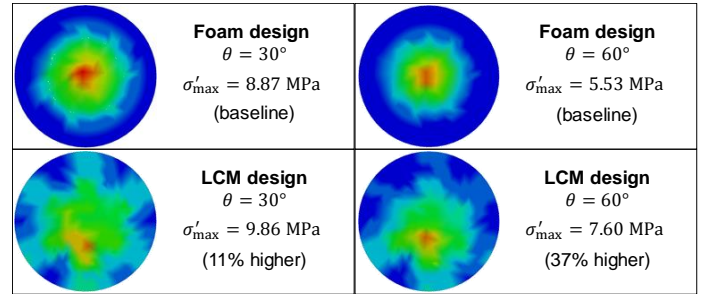 Foam design
θ = 30°
σ′max = 8.87 MPa
(baseline)
Foam design
θ = 60°
σ′max = 5.53 MPa
(baseline)
LCM design
θ = 30°
σ′max = 9.86 MPa
(11% higher)
LCM design
θ = 60°
σ′max = 7.60 MPa
(37% higher)